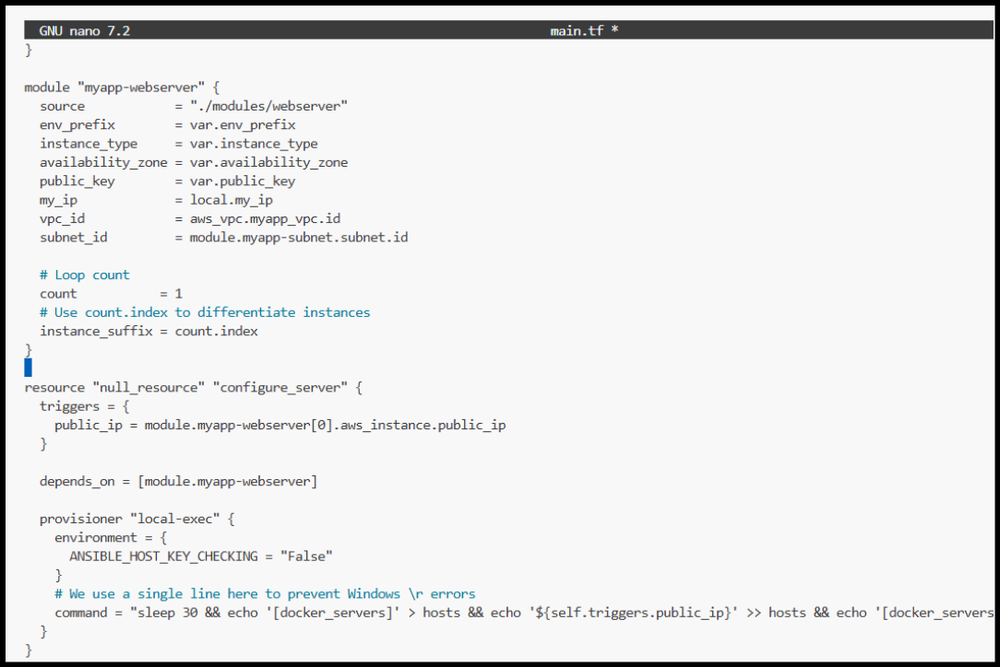 GNU nano 7.2 main.tf *
}
module "myapp-webserver" {
  source            = "./modules/webserver"
  env_prefix        = var.env_prefix
  instance_type     = var.instance_type
  availability_zone = var.availability_zone
  public_key        = var.public_key
  my_ip             = local.my_ip
  vpc_id            = aws_vpc.myapp_vpc.id
  subnet_id         = module.myapp-subnet.subnet.id
  # Loop count
  count           = 1
  # Use count.index to differentiate instances
  instance_suffix = count.index
}
resource "null_resource" "configure_server" {
  triggers = {
    public_ip = module.myapp-webserver[0].aws_instance.public_ip
  }
  depends_on = [module.myapp-webserver]
  provisioner "local-exec" {
    environment = {
      ANSIBLE_HOST_KEY_CHECKING = "False"
    }
    # We use a single line here to prevent Windows \r errors
    command = "sleep 30 && echo '[docker_servers]' > hosts && echo '${self.triggers.public_ip}' >> hosts && echo '[docker_servers
  }
}